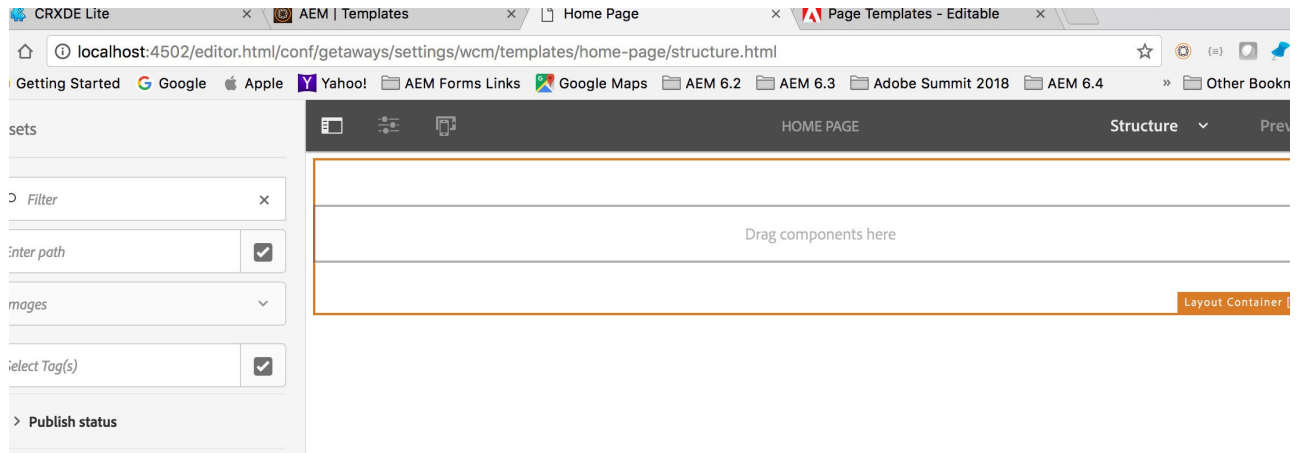 CRXDE Lite × AEM | Templates × Home Page × Page Templates - Editable ×
localhost:4502/editor.html/conf/getaways/settings/wcm/templates/home-page/structure.html
Getting Started Google Apple Yahoo! AEM Forms Links Google Maps AEM 6.2 AEM 6.3 Adobe Summit 2018 AEM 6.4 » Other Bookm
sets
HOME PAGE Structure Prev
Filter ×
Enter path
Drag components here
mages
Layout Container [
Select Tag(s)
Publish status